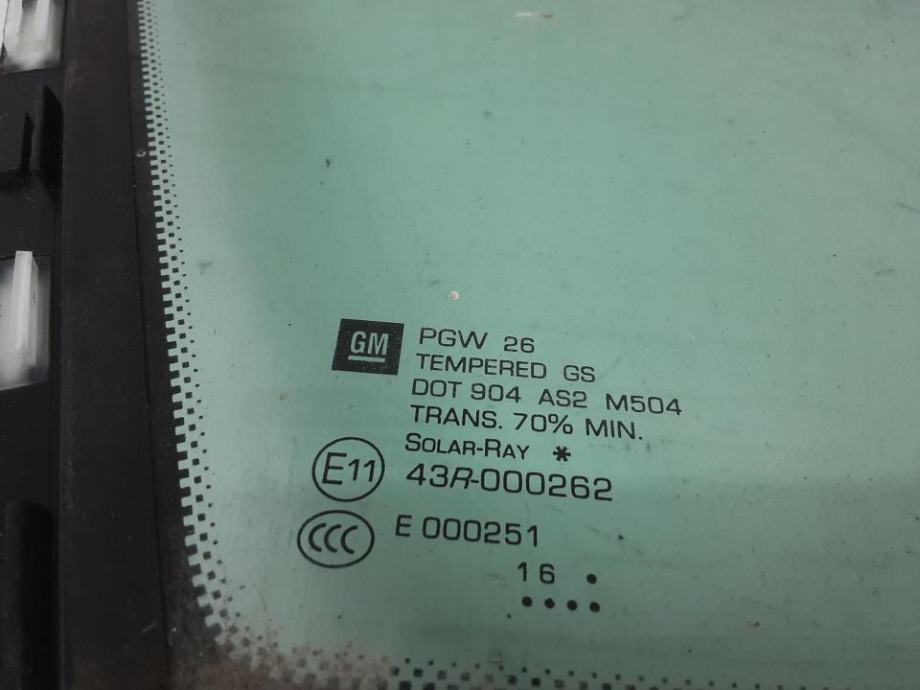 GM PGW 26
TEMPERED GS
DOT 904 AS2 M504
TRANS. 70% MIN.
SOLAR-RAY *
E11 43R-000262
CCC E 000251
16 •
••••